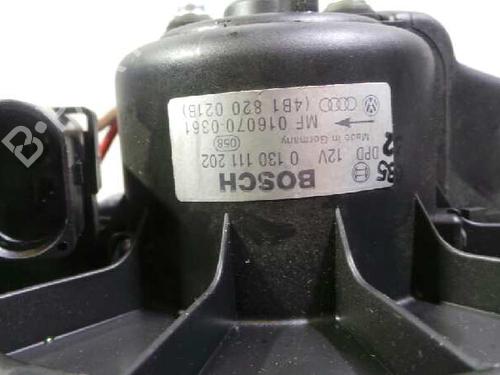 BOSCH
DPD 12V 0 130 111 202
Made in Germany 058
MF 016070-0361
(4B1 820 021B)